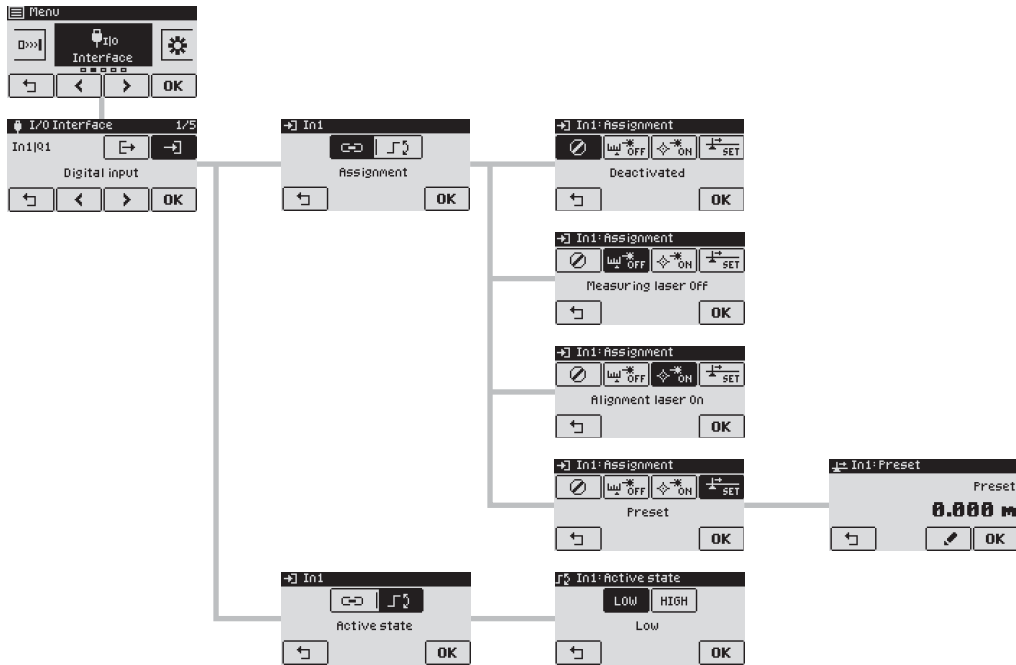 Menu
I/O
Interface
OK
I/O Interface 1/5
In1|Q1
Digital input
OK
In1
Assignment
OK
In1:Assignment
OFF ON SET
Deactivated
OK
In1:Assignment
OFF ON SET
Measuring laser Off
OK
In1:Assignment
OFF ON SET
Alignment laser On
OK
In1:Assignment
OFF ON SET
Preset
OK
In1:Preset
Preset
0.000 m
OK
In1
Active state
OK
In1:Active state
LOW HIGH
Low
OK